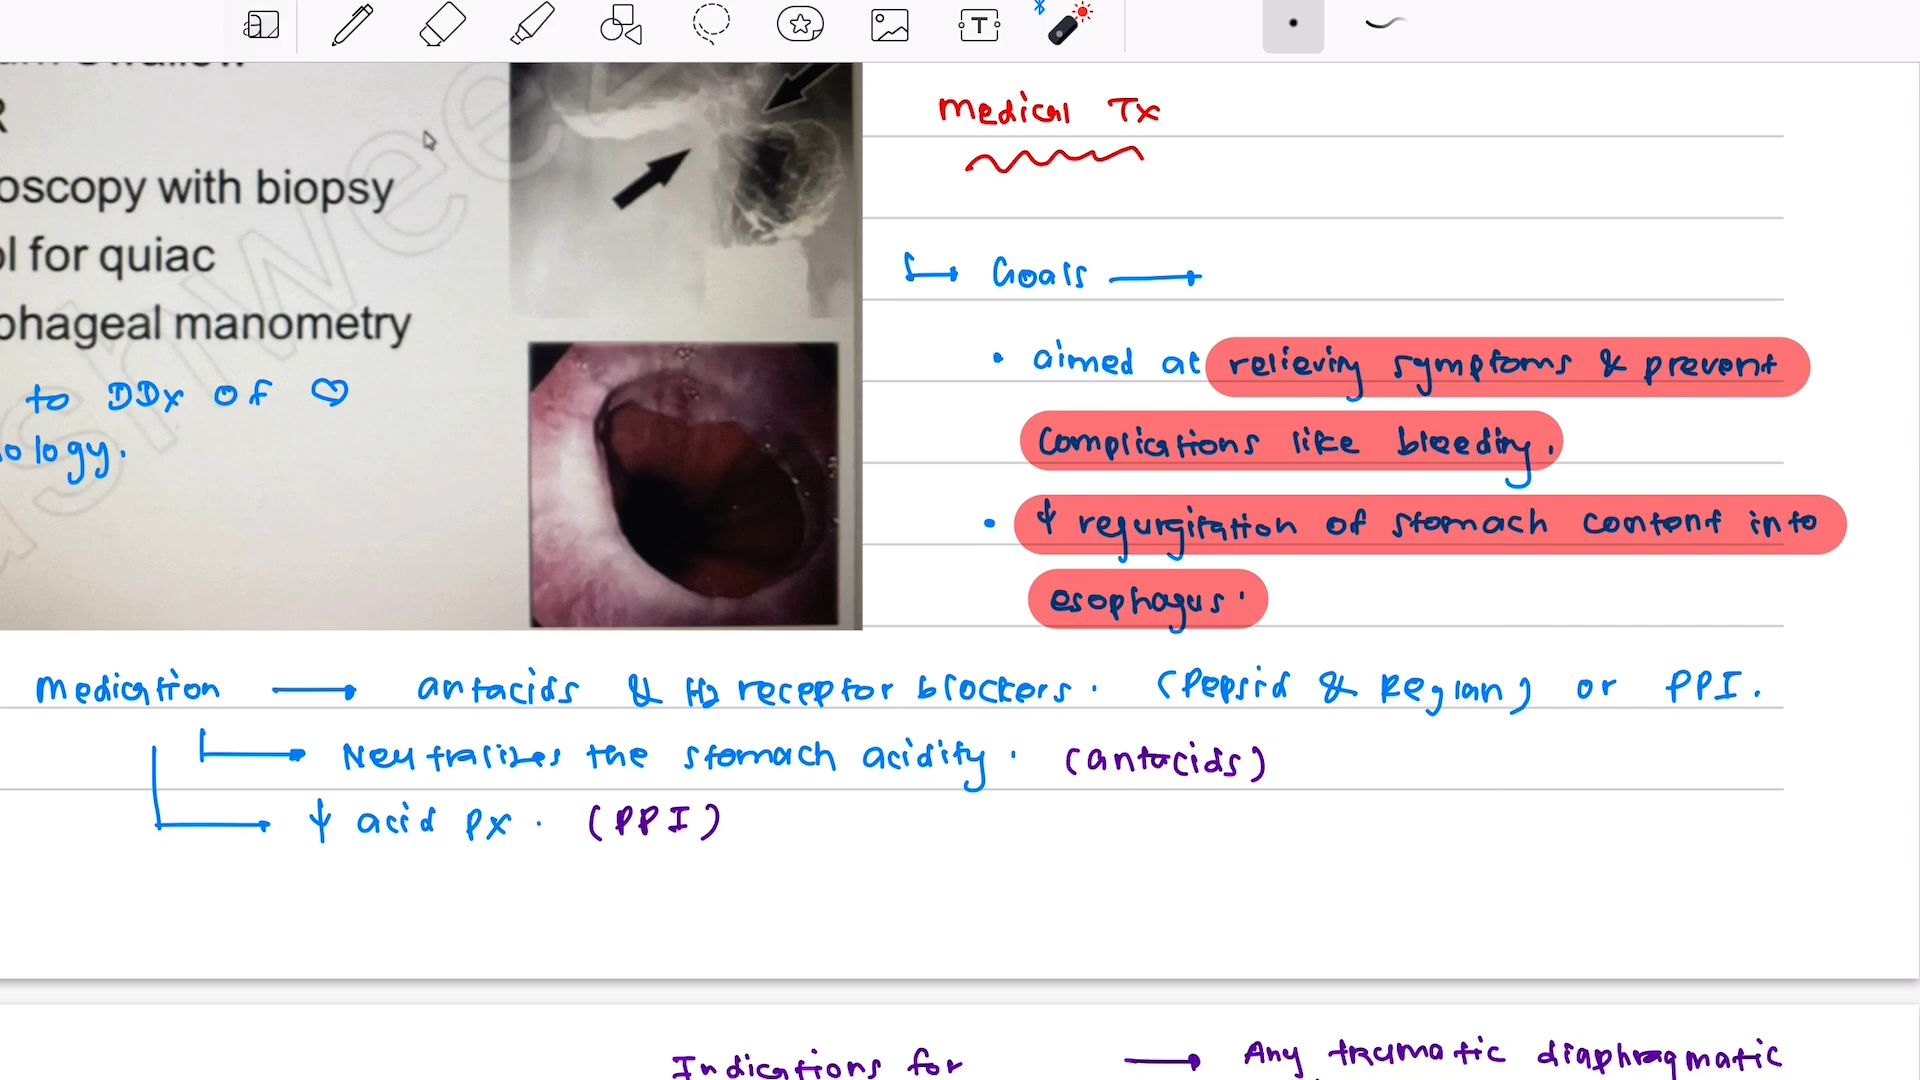 Medical Tx
oscopy with biopsy
l for quiac
Goals
phageal manometry
• aimed at relieving symptoms & prevent
to DDx of ♡
complications like bleeding.
ology.
• ↓ regurgitation of stomach content into
esophagus.
Medication → antacids & H2 receptor blockers. (Pepsid & Reglan) or PPI.
Neutralizes the stomach acidity. (antacids)
↓ acid Px. (PPI)
Indications for → Any trumatic diaphragmatic